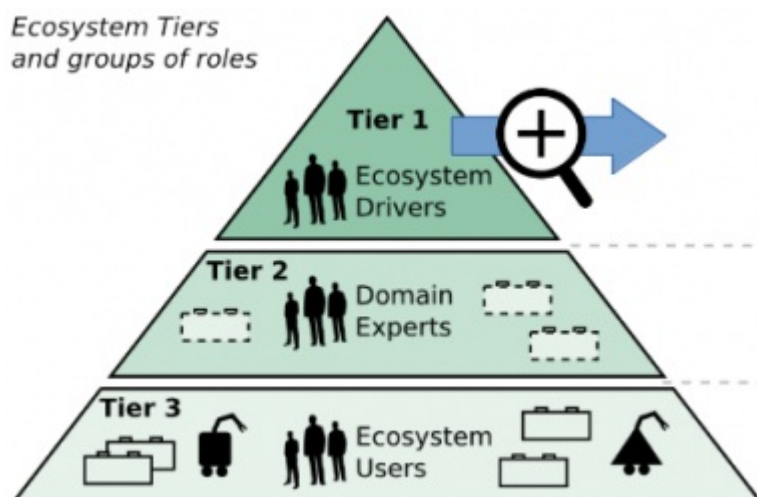 Ecosystem Tiers
and groups of roles
Tier 1
Ecosystem
Drivers
Tier 2
Domain
Experts
Tier 3
Ecosystem
Users